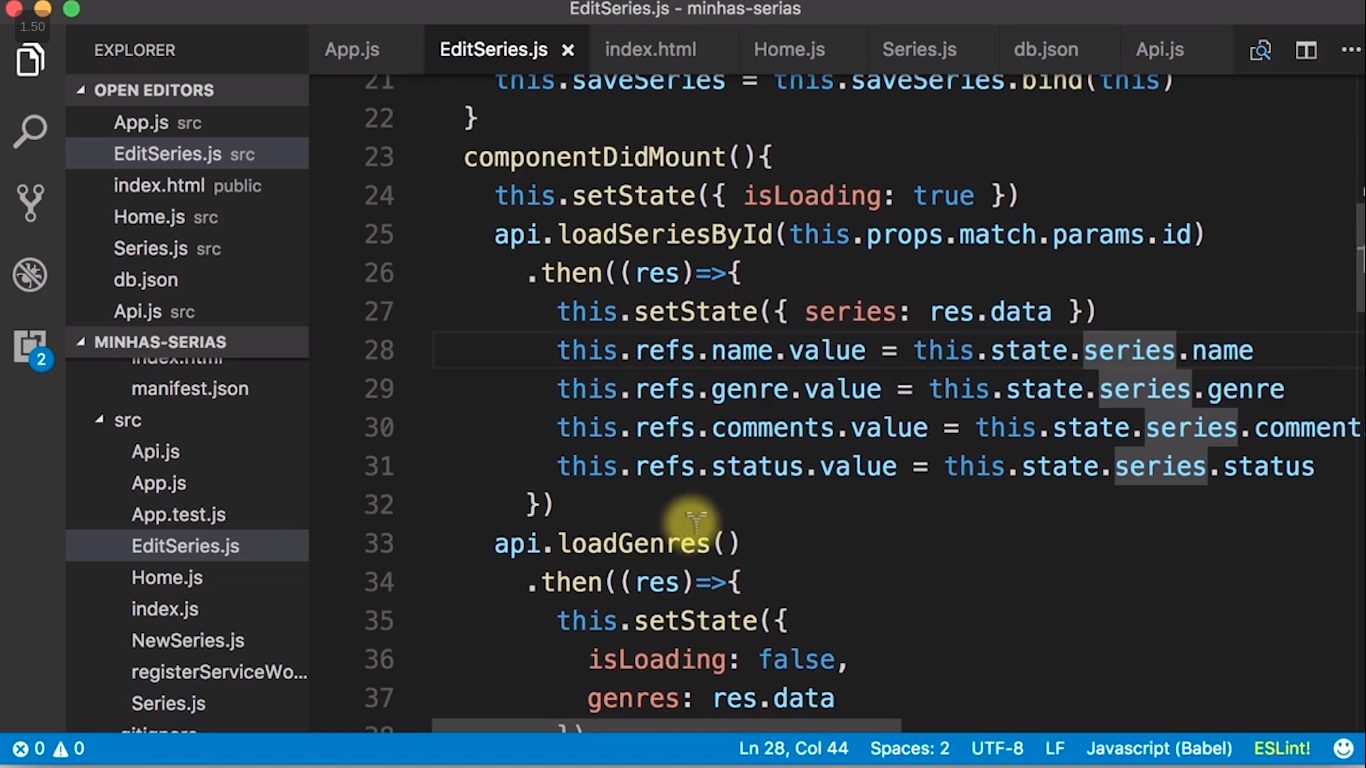 EditSeries.js - minhas-serias
1.50
EXPLORER
App.js
EditSeries.js ×
index.html
Home.js
Series.js
db.json
Api.js
OPEN EDITORS
App.js src
EditSeries.js src
index.html public
Home.js src
Series.js src
db.json
Api.js src
MINHAS-SERIAS
index.html
manifest.json
src
Api.js
App.js
App.test.js
EditSeries.js
Home.js
index.js
NewSeries.js
registerServiceWo...
Series.js
.gitignore
2
21 this.saveSeries = this.saveSeries.bind(this)
22 }
23 componentDidMount(){
24 this.setState({ isLoading: true })
25 api.loadSeriesById(this.props.match.params.id)
26 .then((res)=>{
27 this.setState({ series: res.data })
28 this.refs.name.value = this.state.series.name
29 this.refs.genre.value = this.state.series.genre
30 this.refs.comments.value = this.state.series.comment
31 this.refs.status.value = this.state.series.status
32 })
33 api.loadGenres()
34 .then((res)=>{
35 this.setState({
36 isLoading: false,
37 genres: res.data
38 })
0 0
Ln 28, Col 44 Spaces: 2 UTF-8 LF Javascript (Babel) ESLint!